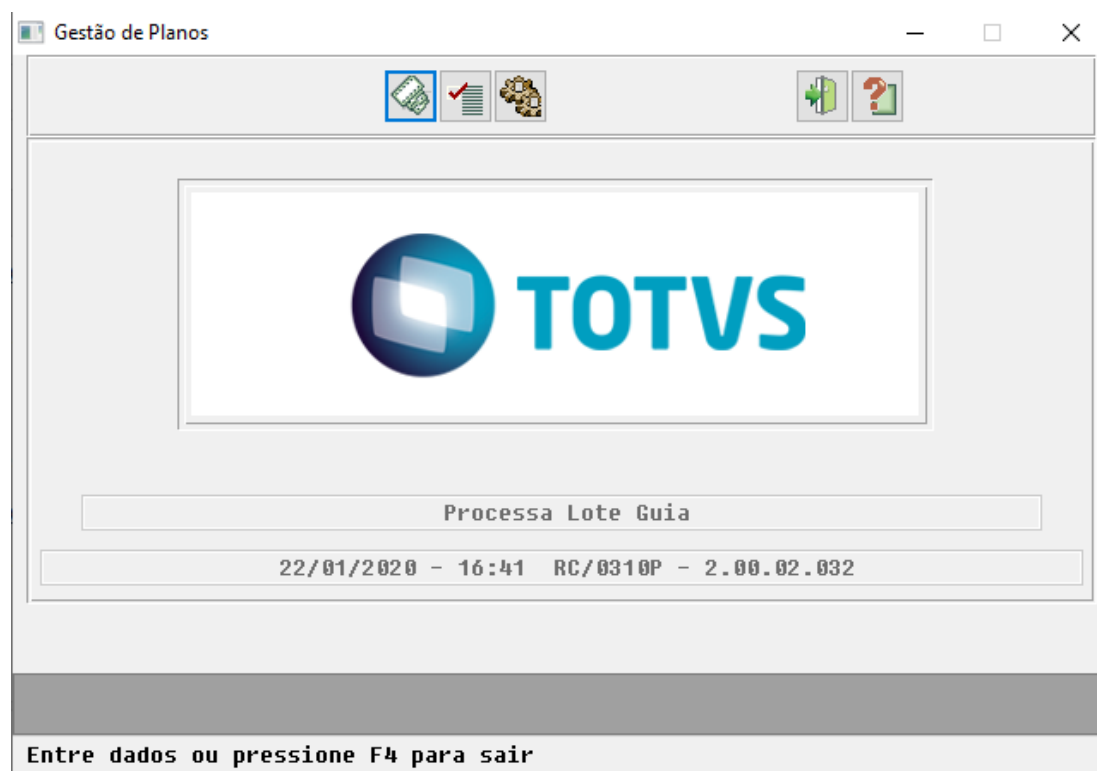 Gestão de Planos
TOTVS
Processa Lote Guia
22/01/2020 - 16:41 RC/0310P - 2.00.02.032
Entre dados ou pressione F4 para sair